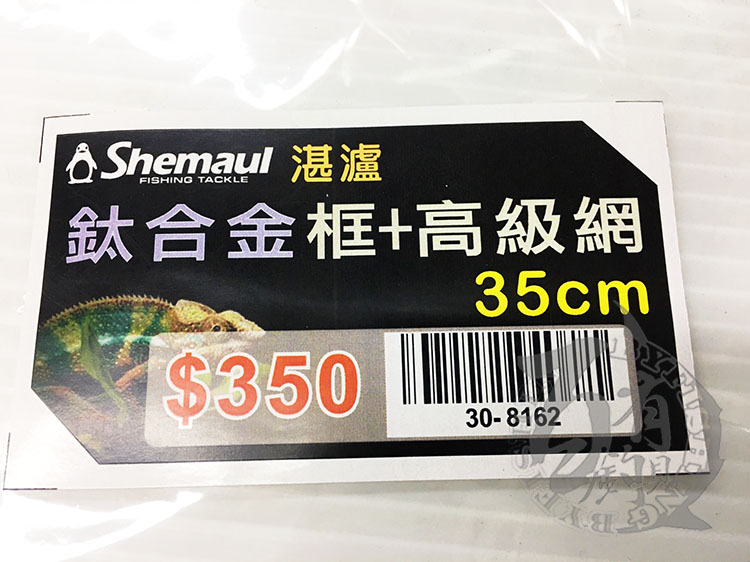 Shemaul 湛瀘
FISHING TACKLE
鈦合金框+高級網
35cm
$350
30-8162